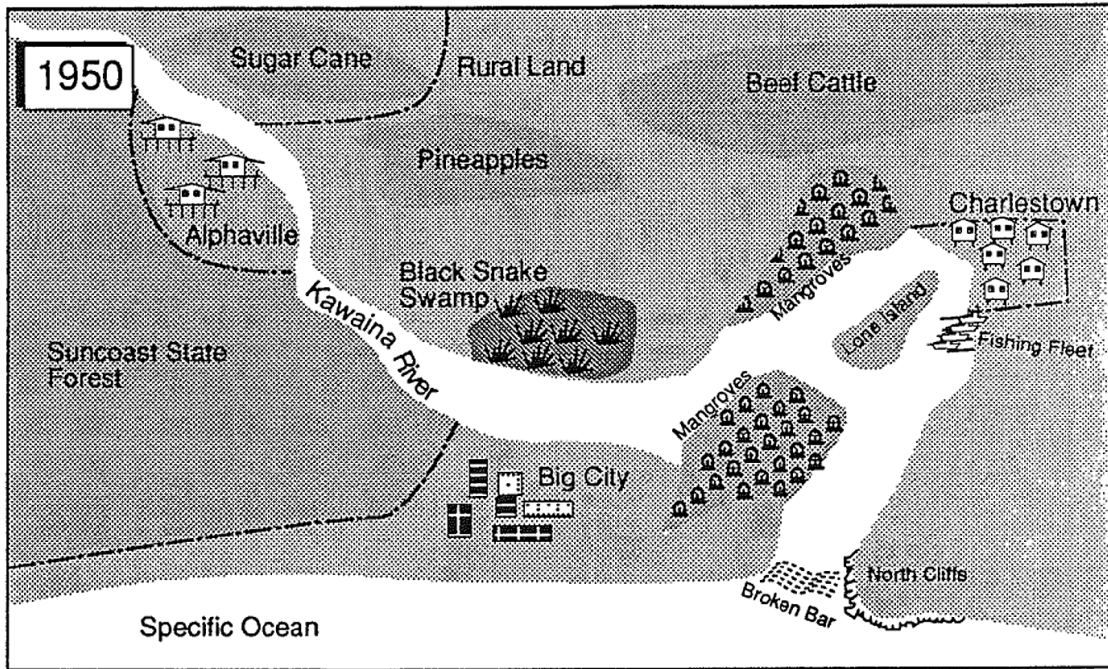 1950
Sugar Cane
Rural Land
Beef Cattle
Pineapples
Alphaville
Charlestown
Black Snake
Swamp
Mangroves
Lone Island
Kawaina River
Fishing Fleet
Suncoast State
Forest
Mangroves
Big City
North Cliffs
Broken Bar
Specific Ocean